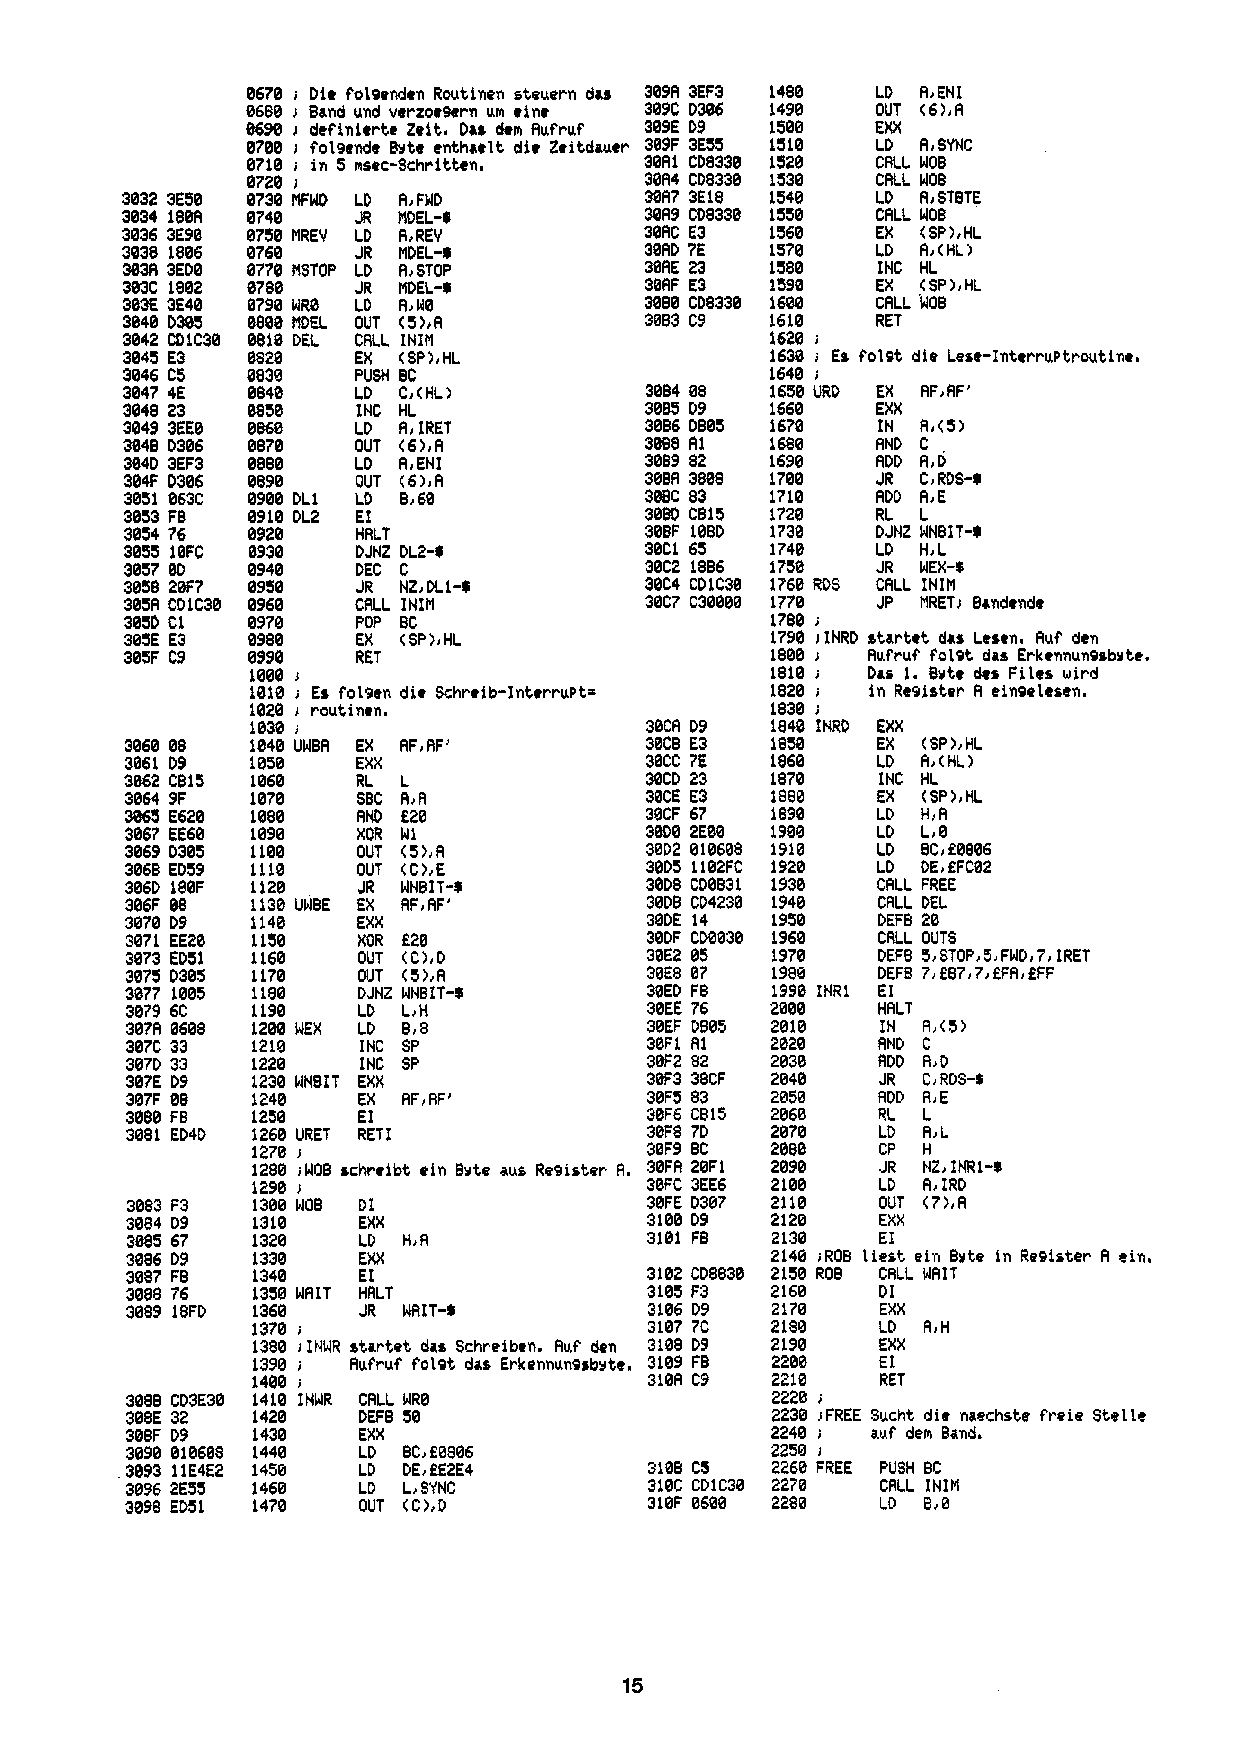 0670 ; Die folgenden Routinen steuern das
0680 ; Band und verzoegern um eine
0690 ; definierte Zeit. Das dem Aufruf
0700 ; folgende Byte enthaelt die Zeitdauer
0710 ; in 5 msec-Schritten.
0720 ;
3032 3E50 0730 MFWD LD A,FWD
3034 180A 0740 JR MDEL-$
3036 3E90 0750 MREV LD A,REV
3038 1806 0760 JR MDEL-$
303A 3ED0 0770 MSTOP LD A,STOP
303C 1802 0780 JR MDEL-$
303E 3E40 0790 WR0 LD A,W0
3040 D305 0800 MDEL OUT (5),A
3042 CD1C30 0810 DEL CALL INIM
3045 E3 0820 EX (SP),HL
3046 C5 0830 PUSH BC
3047 4E 0840 LD C,(HL)
3048 23 0850 INC HL
3049 3EE0 0860 LD A,IRET
304B D306 0870 OUT (6),A
304D 3EF3 0880 LD A,ENI
304F D306 0890 OUT (6),A
3051 063C 0900 DL1 LD B,60
3053 FB 0910 DL2 EI
3054 76 0920 HALT
3055 10FC 0930 DJNZ DL2-$
3057 0D 0940 DEC C
3058 20F7 0950 JR NZ,DL1-$
305A CD1C30 0960 CALL INIM
305D C1 0970 POP BC
305E E3 0980 EX (SP),HL
305F C9 0990 RET
1000 ;
1010 ; Es folgen die Schreib-Interrupt=
1020 ; routinen.
1030 ;
3060 08 1040 UWBA EX AF,AF'
3061 D9 1050 EXX
3062 CB15 1060 RL L
3064 9F 1070 SBC A,A
3065 E620 1080 AND £20
3067 EE60 1090 XOR W1
3069 D305 1100 OUT (5),A
306B ED59 1110 OUT (C),E
306D 180F 1120 JR WNBIT-$
306F 08 1130 UWBE EX AF,AF'
3070 D9 1140 EXX
3071 EE20 1150 XOR £20
3073 ED51 1160 OUT (C),D
3075 D305 1170 OUT (5),A
3077 1005 1180 DJNZ WNBIT-$
3079 6C 1190 LD L,H
307A 0608 1200 WEX LD B,8
307C 33 1210 INC SP
307D 33 1220 INC SP
307E D9 1230 WNBIT EXX
307F 08 1240 EX AF,AF'
3080 FB 1250 EI
3081 ED4D 1260 URET RETI
1270 ;
1280 ;WOB schreibt ein Byte aus Register A.
1290 ;
3083 F3 1300 WOB DI
3084 D9 1310 EXX
3085 67 1320 LD H,A
3086 D9 1330 EXX
3087 FB 1340 EI
3088 76 1350 WAIT HALT
3089 18FD 1360 JR WAIT-$
1370 ;
1380 ;INWR startet das Schreiben. Auf den
1390 ; Aufruf folgt das Erkennungsbyte.
1400 ;
308B CD3E30 1410 INWR CALL WR0
308E 32 1420 DEFB 50
308F D9 1430 EXX
3090 010608 1440 LD BC,£0806
3093 11E4E2 1450 LD DE,£E2E4
3096 2E55 1460 LD L,SYNC
3098 ED51 1470 OUT (C),D
309A 3EF3 1480 LD A,ENI
309C D306 1490 OUT (6),A
309E D9 1500 EXX
309F 3E55 1510 LD A,SYNC
30A1 CD8330 1520 CALL WOB
30A4 CD8330 1530 CALL WOB
30A7 3E18 1540 LD A,STBTE
30A9 CD8330 1550 CALL WOB
30AC E3 1560 EX (SP),HL
30AD 7E 1570 LD A,(HL)
30AE 23 1580 INC HL
30AF E3 1590 EX (SP),HL
30B0 CD8330 1600 CALL WOB
30B3 C9 1610 RET
1620 ;
1630 ; Es folgt die Lese-Interruptroutine.
1640 ;
30B4 08 1650 URD EX AF,AF'
30B5 D9 1660 EXX
30B6 DB05 1670 IN A,(5)
30B8 A1 1680 AND C
30B9 82 1690 ADD A,D
30BA 3808 1700 JR C,RDS-$
30BC 83 1710 ADD A,E
30BD CB15 1720 RL L
30BF 10BD 1730 DJNZ WNBIT-$
30C1 65 1740 LD H,L
30C2 18B6 1750 JR WEX-$
30C4 CD1C30 1760 RDS CALL INIM
30C7 C30000 1770 JP MRET; Bandende
1780 ;
1790 ;INRD startet das Lesen. Auf den
1800 ; Aufruf folgt das Erkennungsbyte.
1810 ; Das 1. Byte des Files wird
1820 ; in Register A eingelesen.
1830 ;
30CA D9 1840 INRD EXX
30CB E3 1850 EX (SP),HL
30CC 7E 1860 LD A,(HL)
30CD 23 1870 INC HL
30CE E3 1880 EX (SP),HL
30CF 67 1890 LD H,A
30D0 2E00 1900 LD L,0
30D2 010608 1910 LD BC,£0806
30D5 1102FC 1920 LD DE,£FC02
30D8 CD0B31 1930 CALL FREE
30DB CD4230 1940 CALL DEL
30DE 14 1950 DEFB 20
30DF CD0030 1960 CALL OUTS
30E2 05 1970 DEFB 5,STOP,5,FWD,7,IRET
30E8 07 1980 DEFB 7,£B7,7,£FA,£FF
30ED FB 1990 INR1 EI
30EE 76 2000 HALT
30EF DB05 2010 IN A,(5)
30F1 A1 2020 AND C
30F2 82 2030 ADD A,D
30F3 38CF 2040 JR C,RDS-$
30F5 83 2050 ADD A,E
30F6 CB15 2060 RL L
30F8 7D 2070 LD A,L
30F9 BC 2080 CP H
30FA 20F1 2090 JR NZ,INR1-$
30FC 3EE6 2100 LD A,IRD
30FE D307 2110 OUT (7),A
3100 D9 2120 EXX
3101 FB 2130 EI
2140 ;ROB liest ein Byte in Register A ein.
3102 CD8830 2150 ROB CALL WAIT
3105 F3 2160 DI
3106 D9 2170 EXX
3107 7C 2180 LD A,H
3108 D9 2190 EXX
3109 FB 2200 EI
310A C9 2210 RET
2220 ;
2230 ;FREE Sucht die naechste freie Stelle
2240 ; auf dem Band.
2250 ;
310B C5 2260 FREE PUSH BC
310C CD1C30 2270 CALL INIM
310F 0600 2280 LD B,0
15